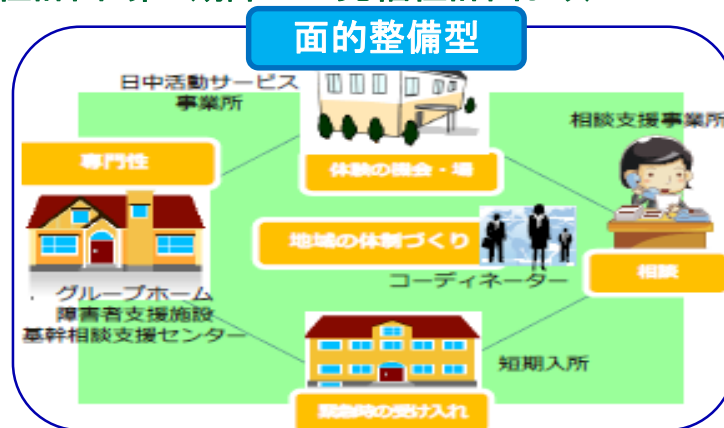 面的整備型
日中活動サービス
事業所
相談支援事業所
専門性
体験の機会・場
地域の体制づくり
コーディネーター
相談
. グループホーム
障害者支援施設
基幹相談支援センター
短期入所
緊急時の受け入れ